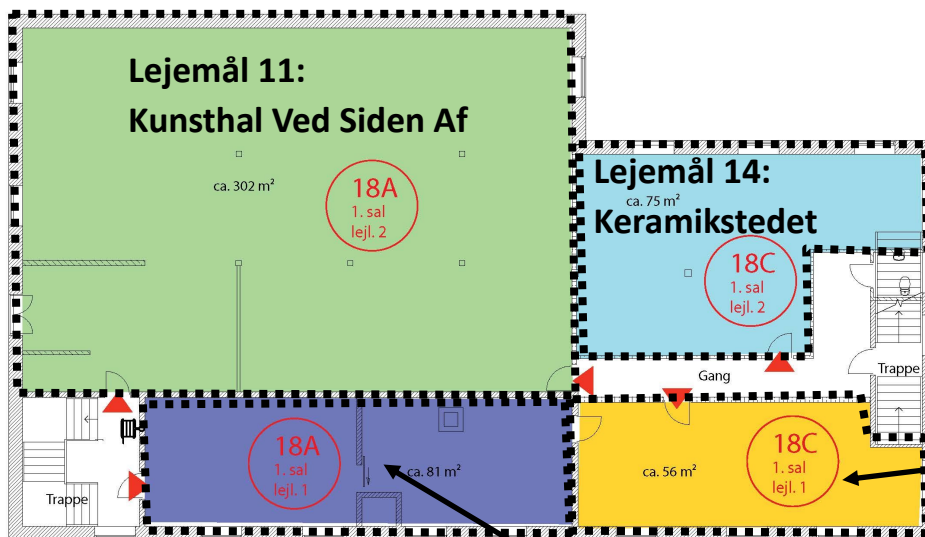 Lejemål 11:
Kunsthal Ved Siden Af
ca. 302 m²
18A
1. sal
lejl. 2
Lejemål 14:
ca. 75 m²
Keramikstedet
18C
1. sal
lejl. 2
Gang
Trappe
18A
1. sal
lejl. 1
ca. 81 m²
Trappe
18C
1. sal
lejl. 1
ca. 56 m²